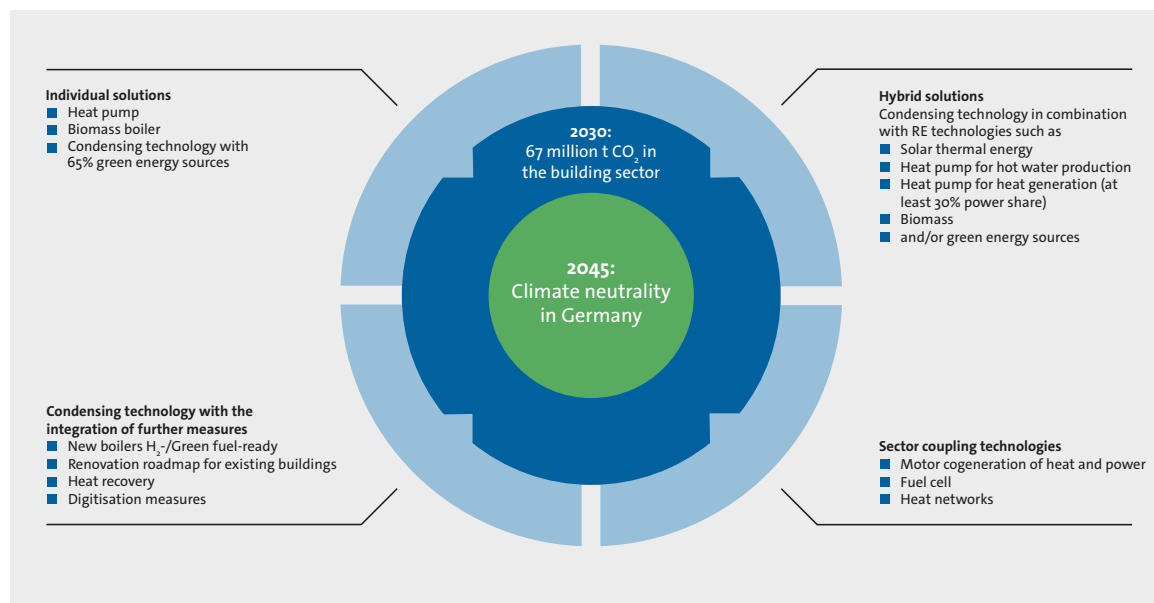 Individual solutions
Heat pump
Biomass boiler
Condensing technology with
65% green energy sources
2030:
67 million t CO₂ in
the building sector
2045:
Climate neutrality
in Germany
Hybrid solutions
Condensing technology in combination
with RE technologies such as
Solar thermal energy
Heat pump for hot water production
Heat pump for heat generation (at
least 30% power share)
Biomass
and/or green energy sources
Condensing technology with the
integration of further measures
New boilers H₂-/Green fuel-ready
Renovation roadmap for existing buildings
Heat recovery
Digitisation measures
Sector coupling technologies
Motor cogeneration of heat and power
Fuel cell
Heat networks